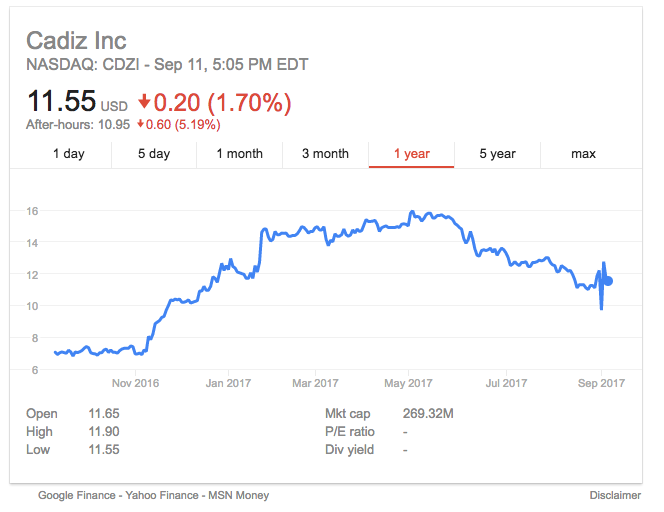 Cadiz Inc
NASDAQ: CDZI - Sep 11, 5:05 PM EDT
11.55 USD ↓0.20 (1.70%)
After-hours: 10.95 ↓0.60 (5.19%)
1 day 5 day 1 month 3 month 1 year 5 year max
16
14
12
10
8
6
Nov 2016 Jan 2017 Mar 2017 May 2017 Jul 2017 Sep 2017
Open 11.65 Mkt cap 269.32M
High 11.90 P/E ratio -
Low 11.55 Div yield -
Google Finance - Yahoo Finance - MSN Money Disclaimer